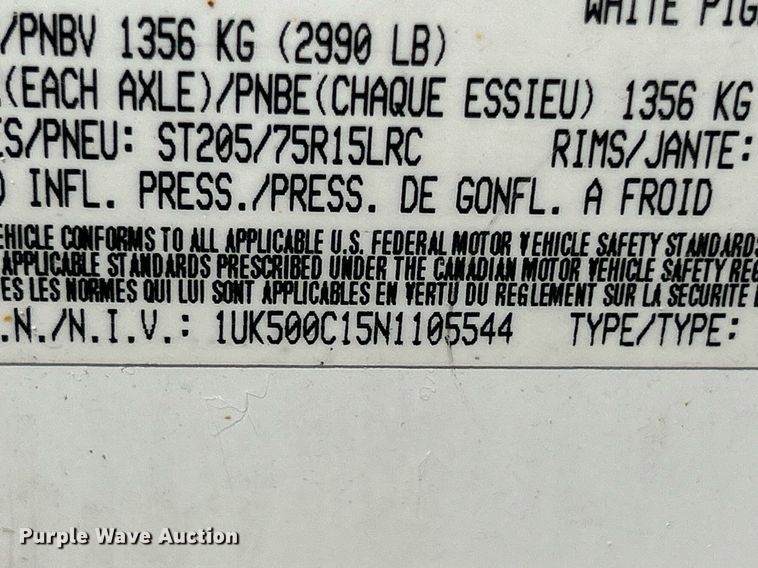 WHITE PIG
/PNBV 1356 KG (2990 LB)
(EACH AXLE)/PNBE(CHAQUE ESSIEU) 1356 KG
ES/PNEU: ST205/75R15LRC RIMS/JANTE:
) INFL. PRESS./PRESS. DE GONFL. A FROID
EHICLE CONFORMS TO ALL APPLICABLE U.S. FEDERAL MOTOR VEHICLE SAFETY STANDARDS
APPLICABLE STANDARDS PRESCRIBED UNDER THE CANADIAN MOTOR VEHICLE SAFETY REG
ES LES NORMES QUI LUI SONT APPLICABLES EN VERTU DU REGLEMENT SUR LA SECURITE
.N./N.I.V.: 1UK500C15N1105544 TYPE/TYPE:
Purple Wave Auction